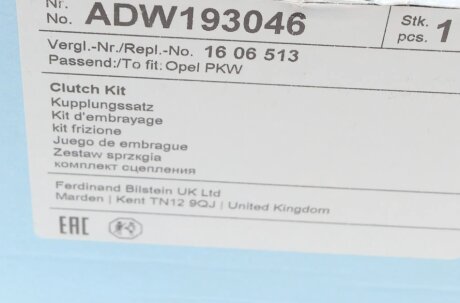 Nr.
No. ADW193046 Stk. pcs. 1
Vergl.-Nr./Repl.-No. 16 06 513
Passend:/To fit: Opel PKW
Clutch Kit
Kupplungssatz
Kit d'embrayage
kit frizione
Juego de embrague
Zestaw sprzęgia
комплект сцепления
Ferdinand Bilstein UK Ltd
Marden | Kent TN12 9QJ | United Kingdom
EAC